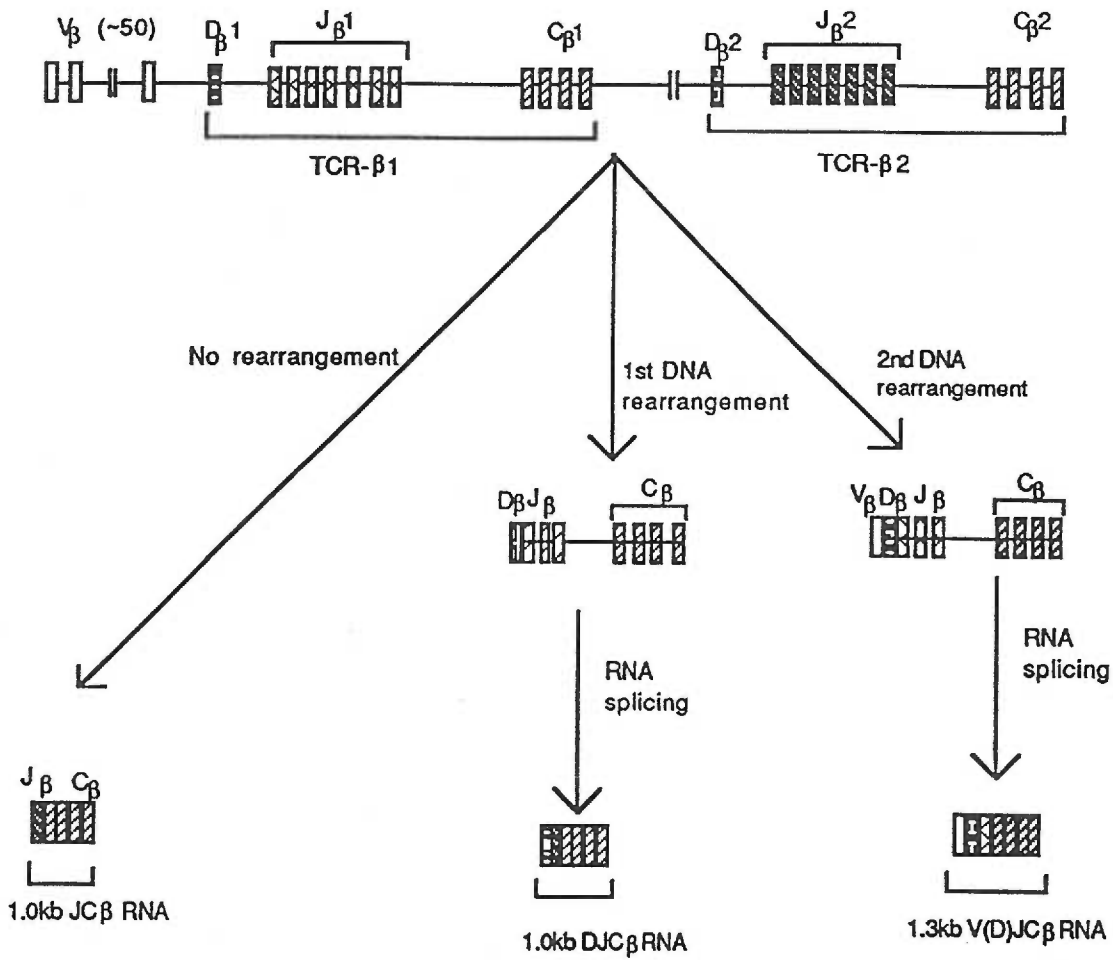 Vβ (~50) Dβ1 Jβ1 Cβ1 Dβ2 Jβ2 Cβ2
TCR-β1
TCR-β2
No rearrangement
1st DNA
rearrangement
2nd DNA
rearrangement
Dβ Jβ Cβ
Vβ Dβ Jβ Cβ
RNA
splicing
RNA
splicing
Jβ Cβ
1.0kb JCβ RNA
1.0kb DJCβ RNA
1.3kb V(D)JCβ RNA